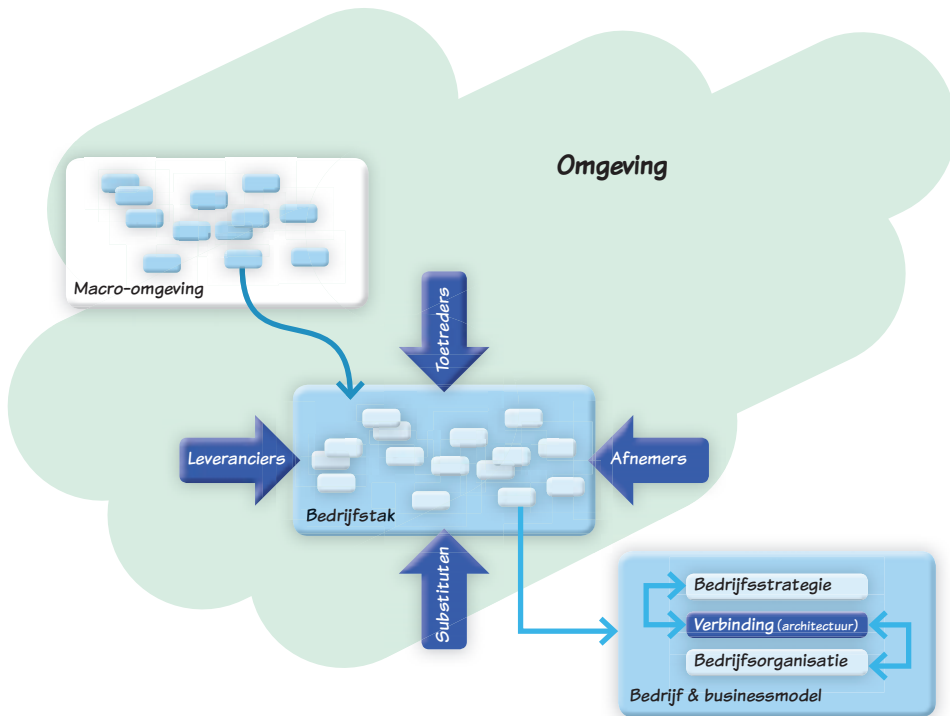 Omgeving
Macro-omgeving
Toetreders
Leveranciers
Afnemers
Bedrijfstak
Substituten
Bedrijfsstrategie
Verbinding (architectuur)
Bedrijfsorganisatie
Bedrijf & businessmodel